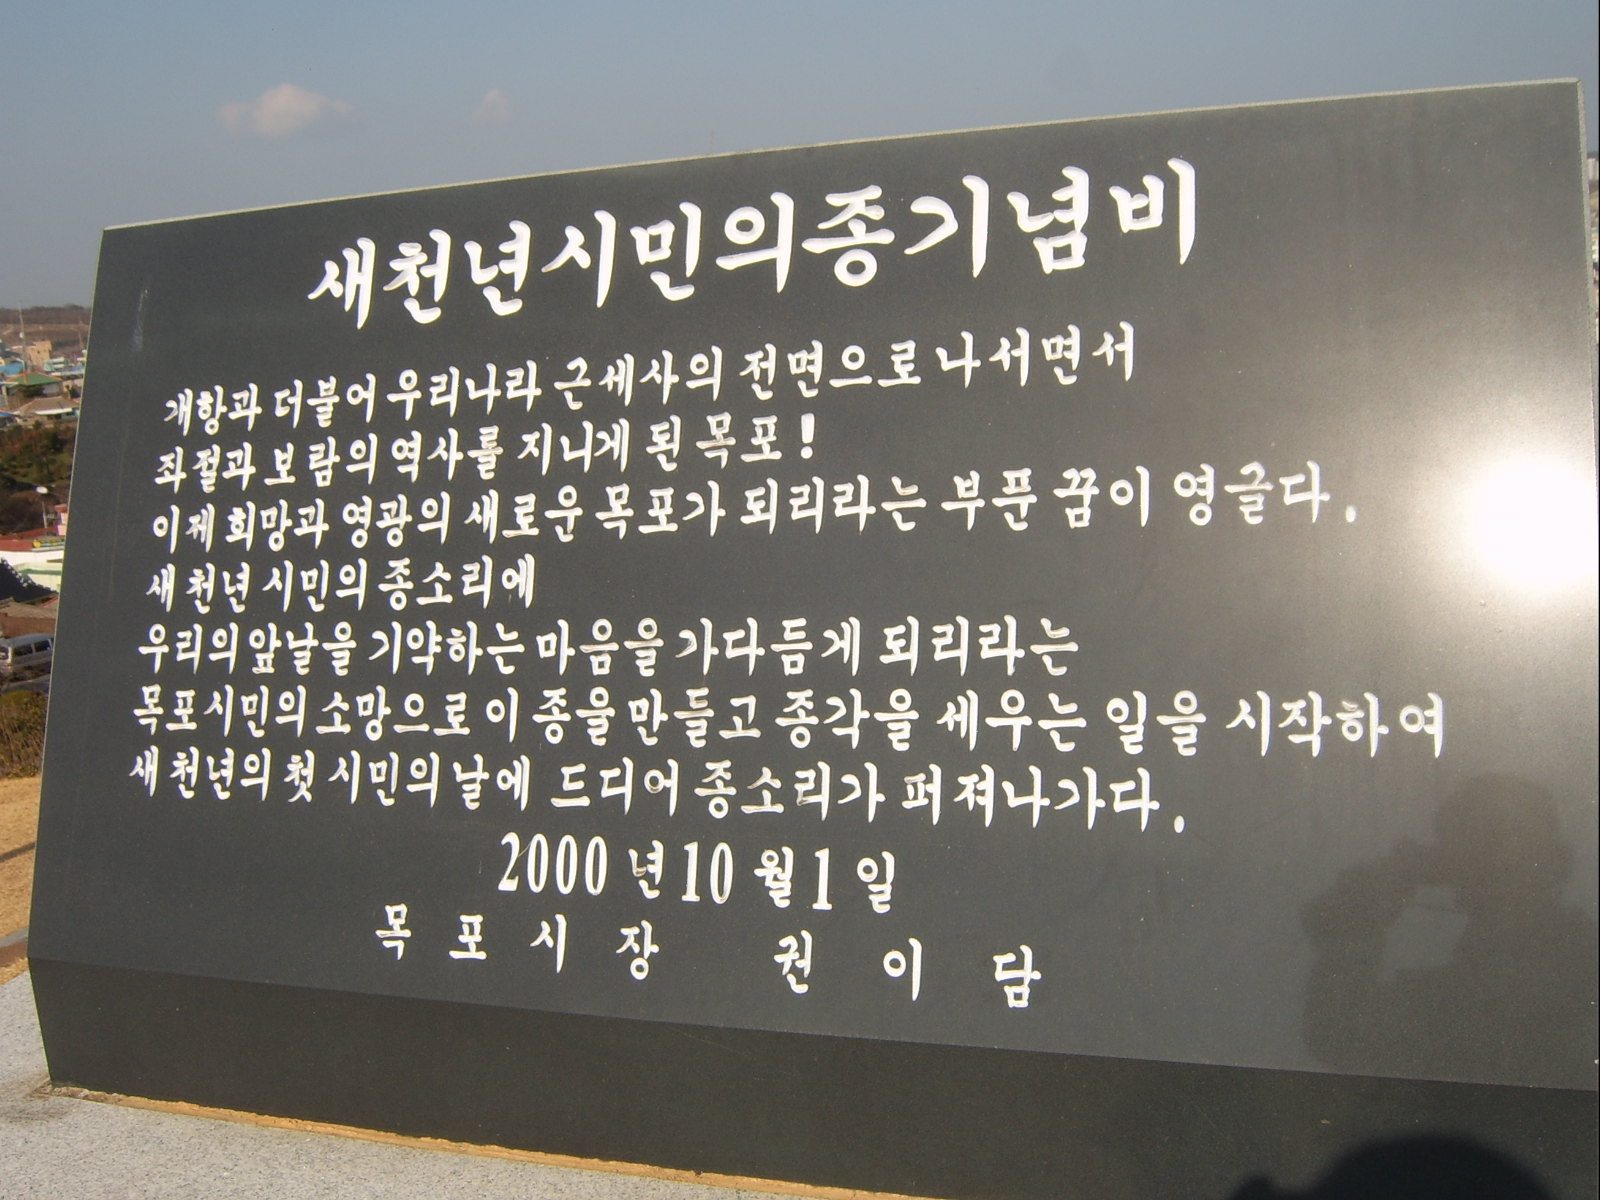 새천년시민의종기념비
개항과 더불어 우리나라 근세사의 전면으로 나서면서
좌절과 보람의 역사를 지니게 된 목포!
이제 희망과 영광의 새로운 목포가 되리라는 부푼 꿈이 영글다.
새천년 시민의 종소리에
우리의 앞날을 기약하는 마음을 가다듬게 되리라는
목포시민의 소망으로 이 종을 만들고 종각을 세우는 일을 시작하여
새천년의 첫 시민의 날에 드디어 종소리가 퍼져나가다.
2000년 10월 1일
목포시장 권이담